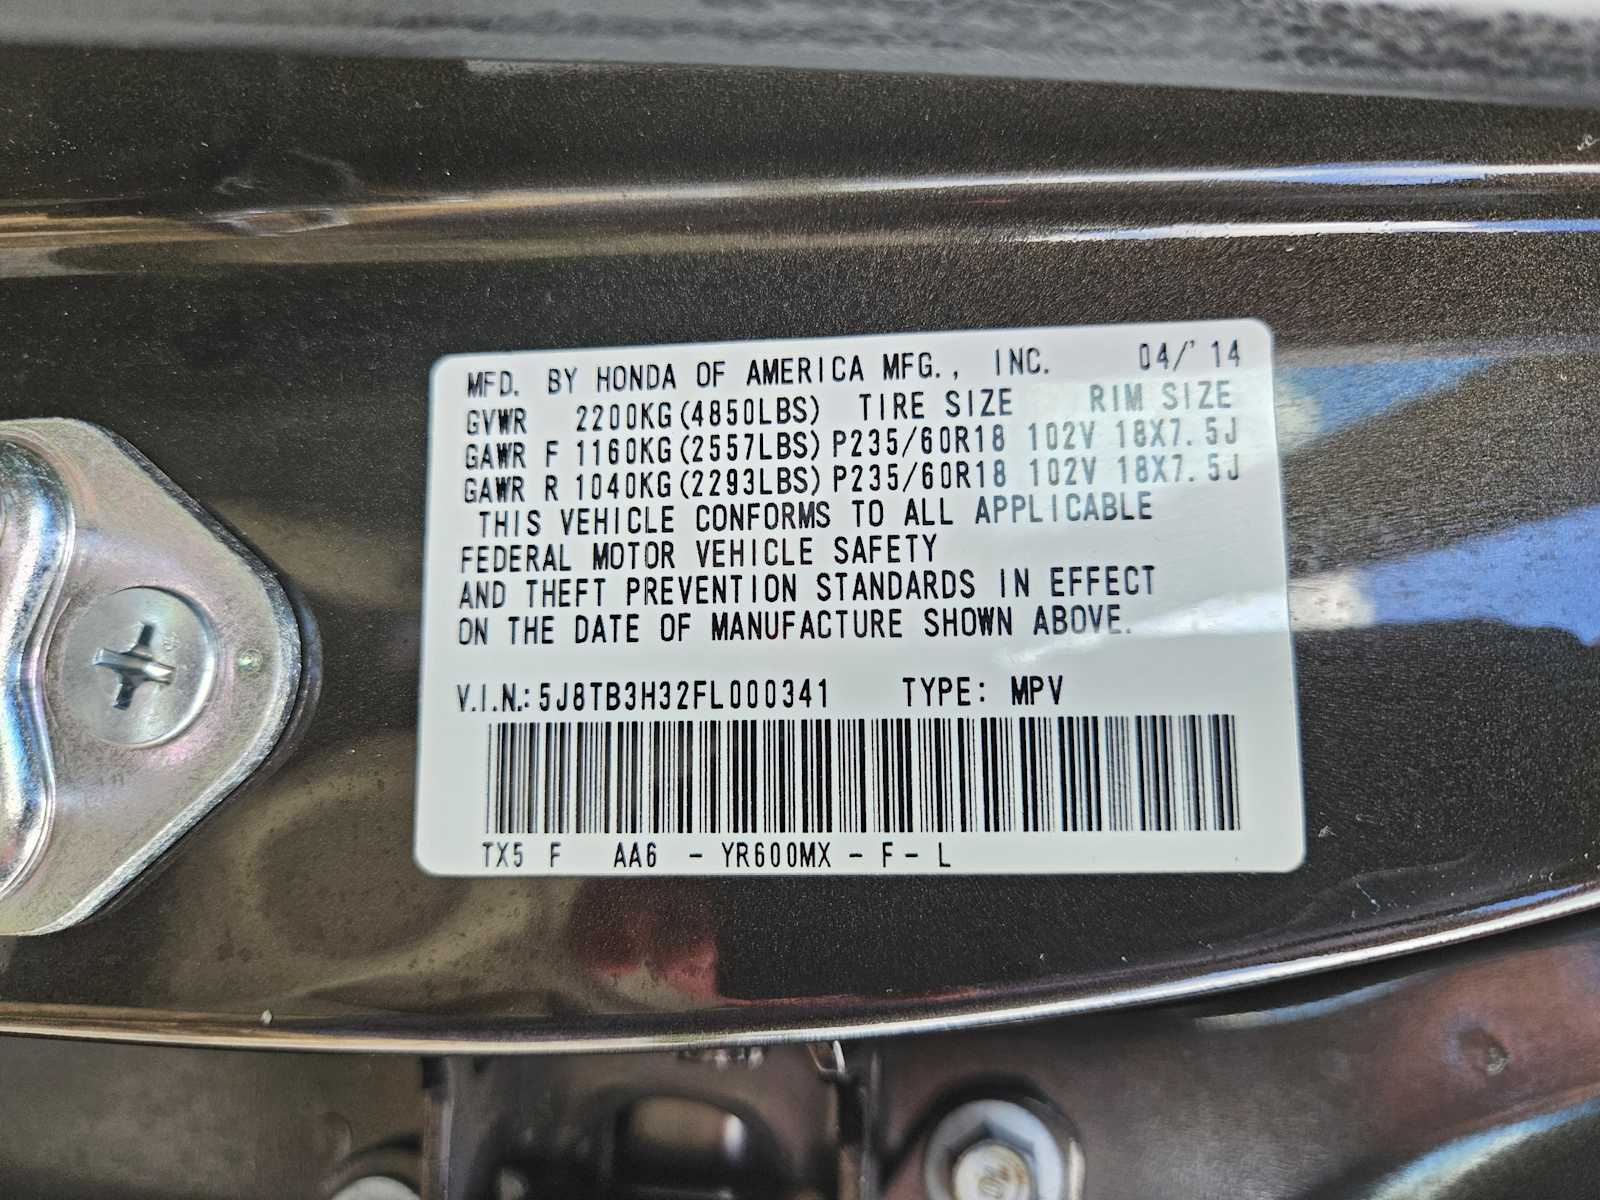 MFD. BY HONDA OF AMERICA MFG., INC. 04/'14
GVWR 2200KG(4850LBS) TIRE SIZE RIM SIZE
GAWR F 1160KG(2557LBS) P235/60R18 102V 18X7.5J
GAWR R 1040KG(2293LBS) P235/60R18 102V 18X7.5J
THIS VEHICLE CONFORMS TO ALL APPLICABLE
FEDERAL MOTOR VEHICLE SAFETY
AND THEFT PREVENTION STANDARDS IN EFFECT
ON THE DATE OF MANUFACTURE SHOWN ABOVE.
V.I.N.: 5J8TB3H32FL000341 TYPE: MPV
TX5 F AA6 - YR600MX - F - L